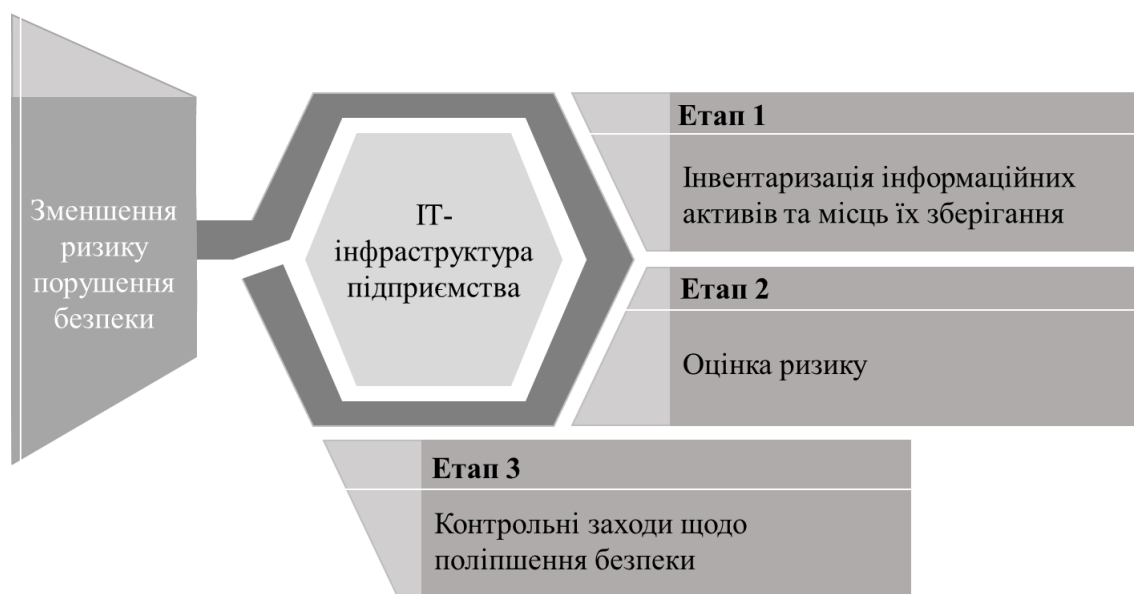 Зменшення
ризику
порушення
безпеки
ІТ-
інфраструктура
підприємства
Етап 1
Інвентаризація інформаційних
активів та місць їх зберігання
Етап 2
Оцінка ризику
Етап 3
Контрольні заходи щодо
поліпшення безпеки